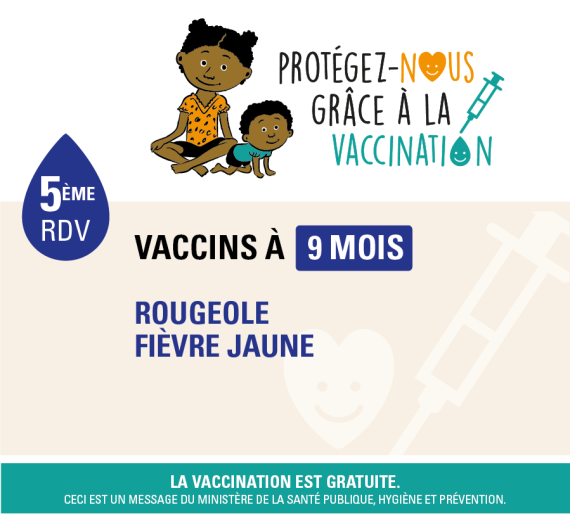 PROTÉGEZ-NOUS
GRÂCE À LA
VACCINATION
5ÈME
RDV
VACCINS À 9 MOIS
ROUGEOLE
FIÈVRE JAUNE
LA VACCINATION EST GRATUITE.
CECI EST UN MESSAGE DU MINISTÈRE DE LA SANTÉ PUBLIQUE, HYGIÈNE ET PRÉVENTION.